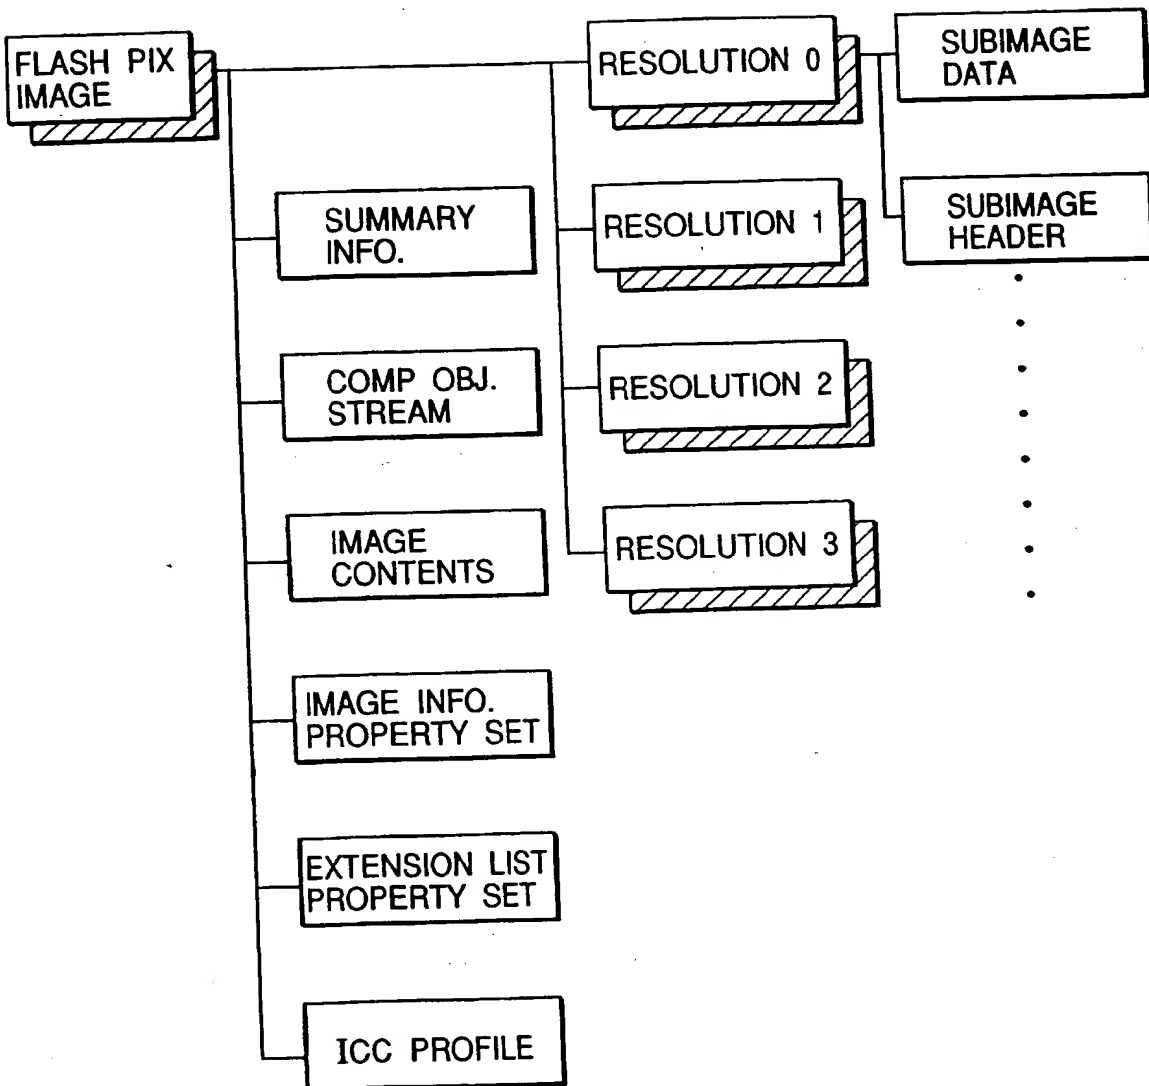 FLASH PIX
IMAGE
RESOLUTION 0
SUBIMAGE
DATA
SUMMARY
INFO.
RESOLUTION 1
SUBIMAGE
HEADER
COMP OBJ.
STREAM
RESOLUTION 2
IMAGE
CONTENTS
RESOLUTION 3
IMAGE INFO.
PROPERTY SET
EXTENSION LIST
PROPERTY SET
ICC PROFILE